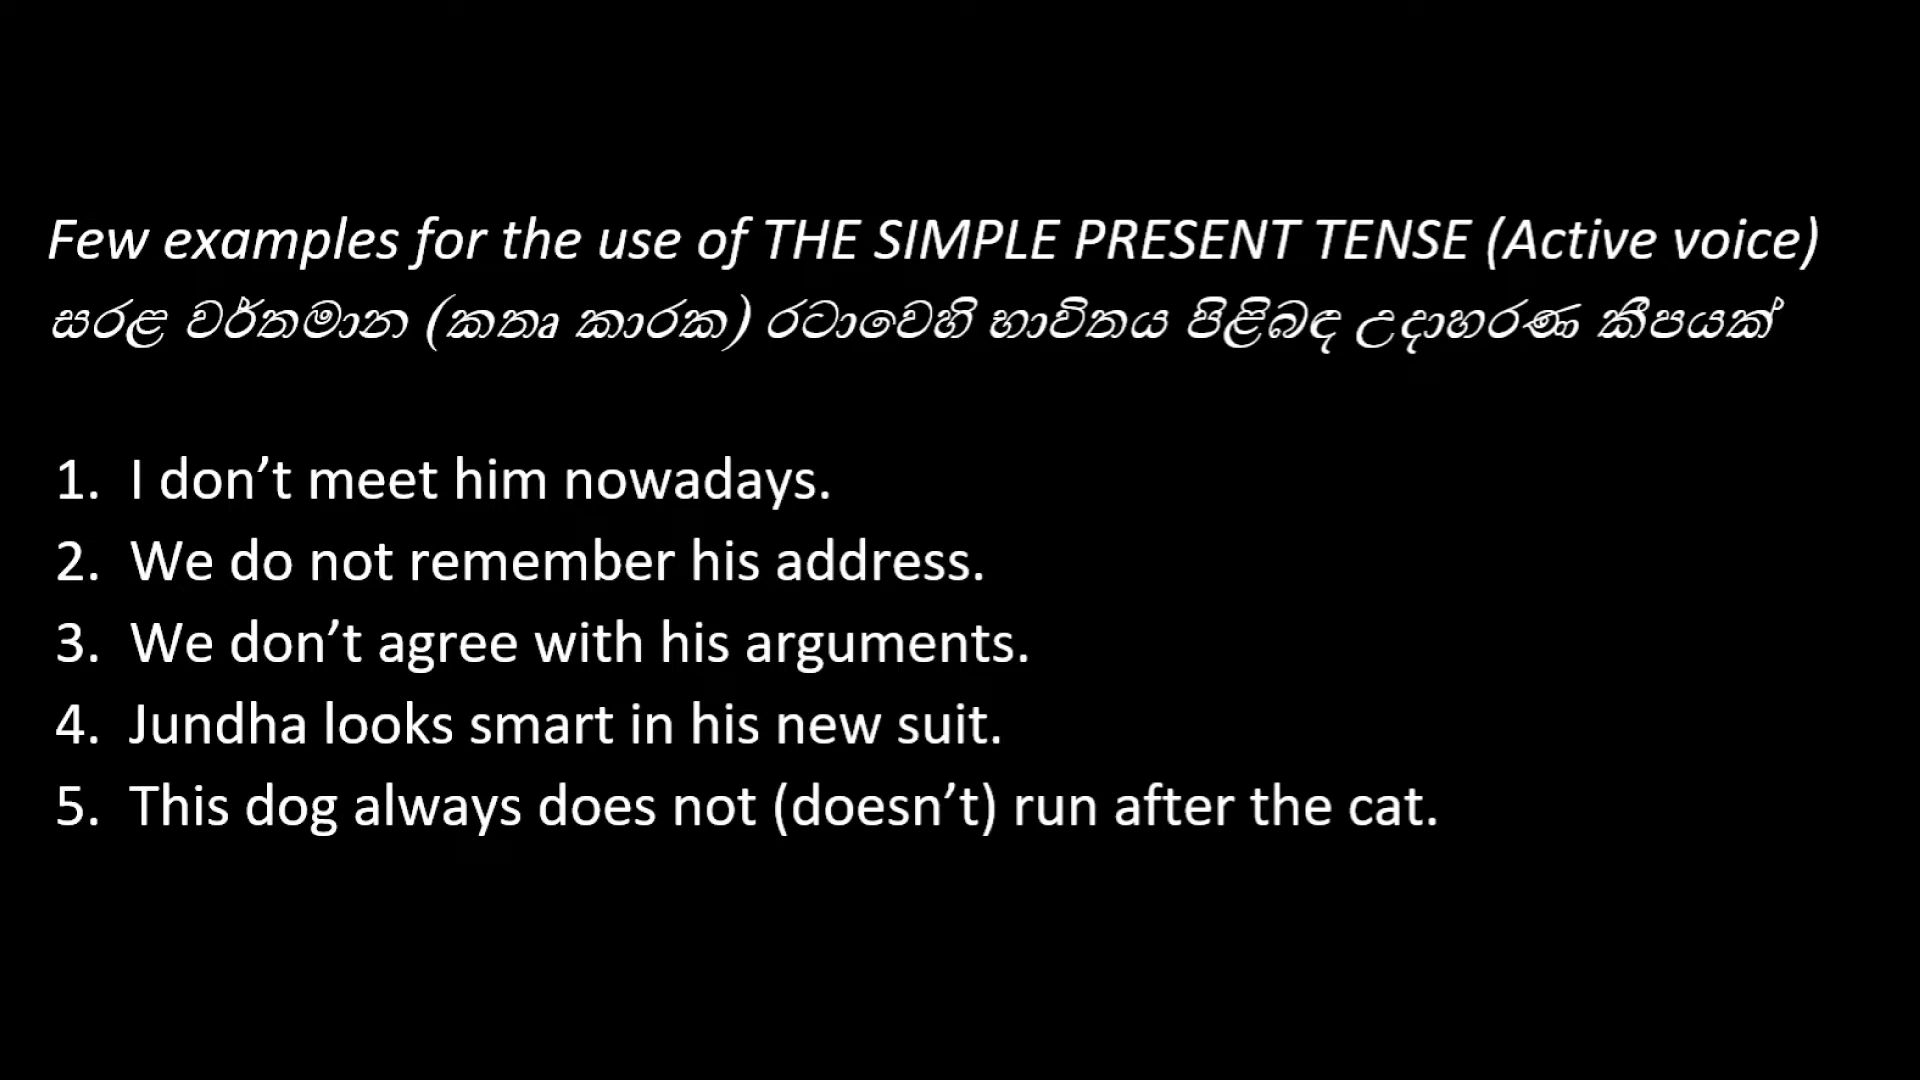 Few examples for the use of THE SIMPLE PRESENT TENSE (Active voice)
සරළ වර්තමාන (කතෘ කාරක) රටාවෙහි භාවිතය පිළිබඳ උදාහරණ කීපයක්
1. I don’t meet him nowadays.
2. We do not remember his address.
3. We don’t agree with his arguments.
4. Jundha looks smart in his new suit.
5. This dog always does not (doesn’t) run after the cat.